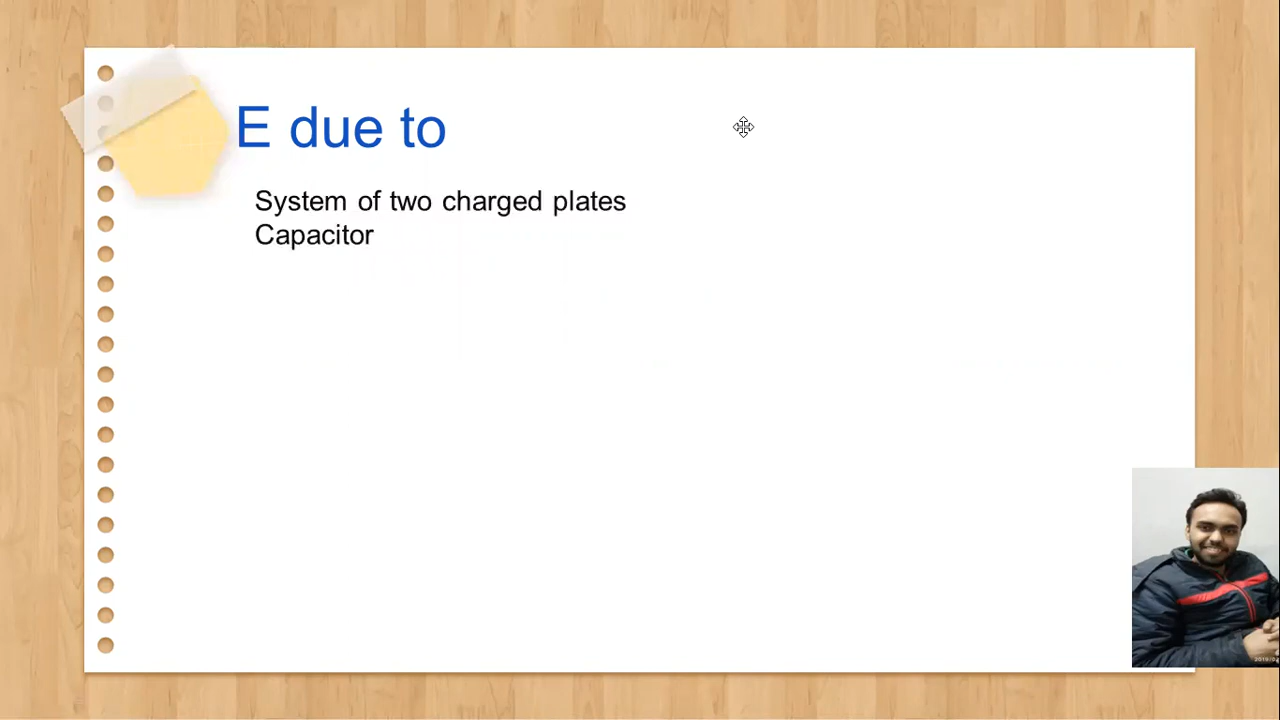 E due to
System of two charged plates
Capacitor